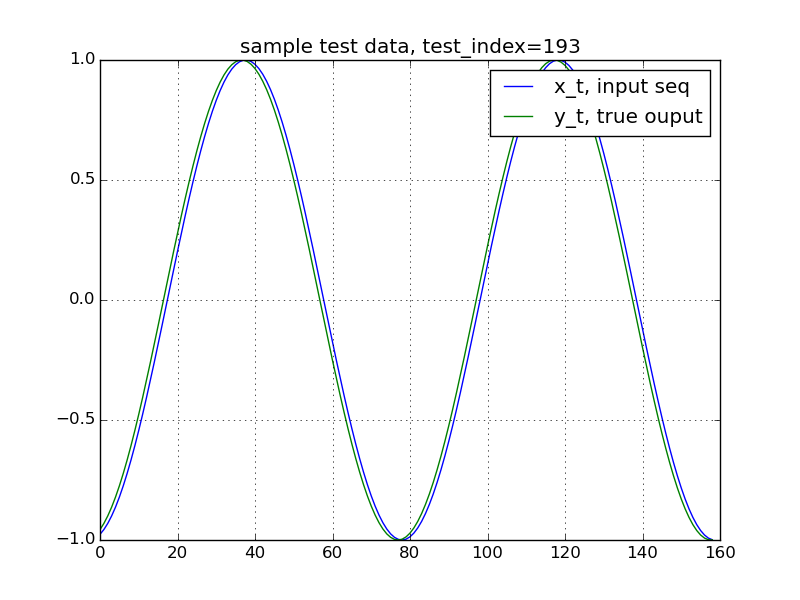 sample test data, test_index=193
1.0
0.5
0.0
−0.5
−1.0
x_t, input seq
y_t, true ouput
0 20 40 60 80 100 120 140 160